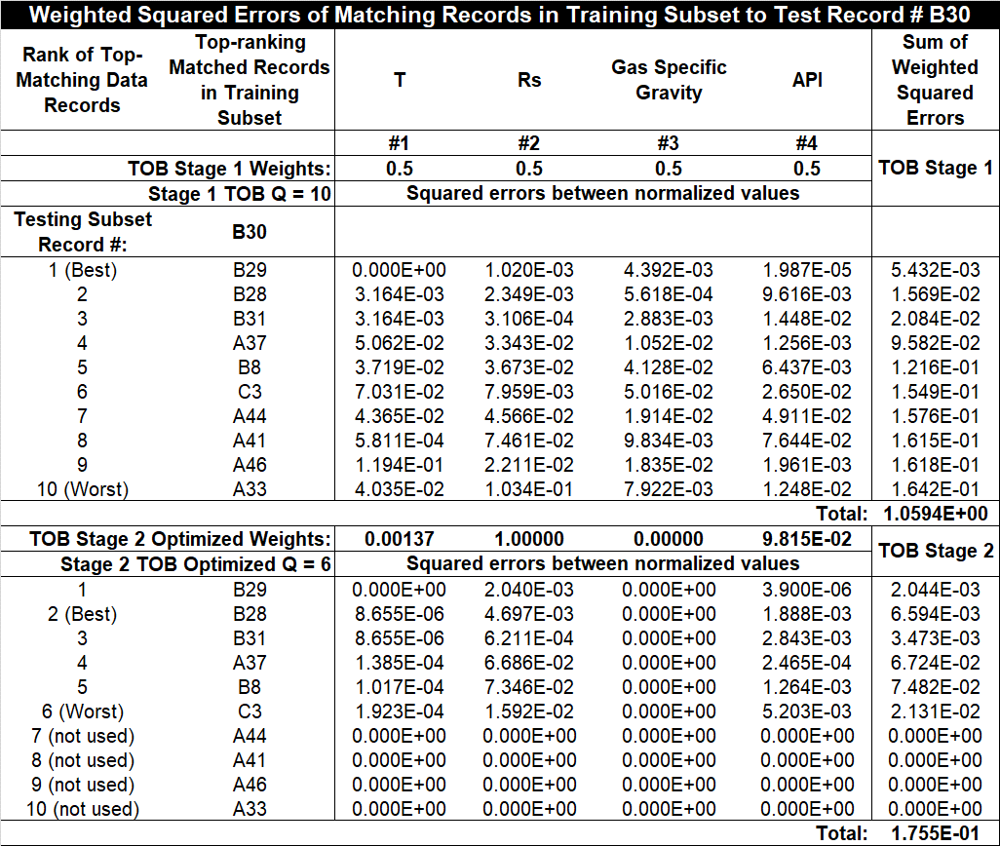 Weighted Squared Errors of Matching Records in Training Subset to Test Record # B30
Rank of Top-Matching Data Records Top-ranking Matched Records in Training Subset T Rs Gas Specific Gravity API Sum of Weighted Squared Errors
#1 #2 #3 #4
TOB Stage 1 Weights: 0.5 0.5 0.5 0.5 TOB Stage 1
Stage 1 TOB Q = 10 Squared errors between normalized values
Testing Subset Record #: B30
1 (Best) B29 0.000E+00 1.020E-03 4.392E-03 1.987E-05 5.432E-03
2 B28 3.164E-03 2.349E-03 5.618E-04 9.616E-03 1.569E-02
3 B31 3.164E-03 3.106E-04 2.883E-03 1.448E-02 2.084E-02
4 A37 5.062E-02 3.343E-02 1.052E-02 1.256E-03 9.582E-02
5 B8 3.719E-02 3.673E-02 4.128E-02 6.437E-03 1.216E-01
6 C3 7.031E-02 7.959E-03 5.016E-02 2.650E-02 1.549E-01
7 A44 4.365E-02 4.566E-02 1.914E-02 4.911E-02 1.576E-01
8 A41 5.811E-04 7.461E-02 9.834E-03 7.644E-02 1.615E-01
9 A46 1.194E-01 2.211E-02 1.835E-02 1.961E-03 1.618E-01
10 (Worst) A33 4.035E-02 1.034E-01 7.922E-03 1.248E-02 1.642E-01
Total: 1.0594E+00
TOB Stage 2 Optimized Weights: 0.00137 1.00000 0.00000 9.815E-02 TOB Stage 2
Stage 2 TOB Optimized Q = 6 Squared errors between normalized values
1 B29 0.000E+00 2.040E-03 0.000E+00 3.900E-06 2.044E-03
2 (Best) B28 8.655E-06 4.697E-03 0.000E+00 1.888E-03 6.594E-03
3 B31 8.655E-06 6.211E-04 0.000E+00 2.843E-03 3.473E-03
4 A37 1.385E-04 6.686E-02 0.000E+00 2.465E-04 6.724E-02
5 B8 1.017E-04 7.346E-02 0.000E+00 1.264E-03 7.482E-02
6 (Worst) C3 1.923E-04 1.592E-02 0.000E+00 5.203E-03 2.131E-02
7 (not used) A44 0.000E+00 0.000E+00 0.000E+00 0.000E+00 0.000E+00
8 (not used) A41 0.000E+00 0.000E+00 0.000E+00 0.000E+00 0.000E+00
9 (not used) A46 0.000E+00 0.000E+00 0.000E+00 0.000E+00 0.000E+00
10 (not used) A33 0.000E+00 0.000E+00 0.000E+00 0.000E+00 0.000E+00
Total: 1.755E-01